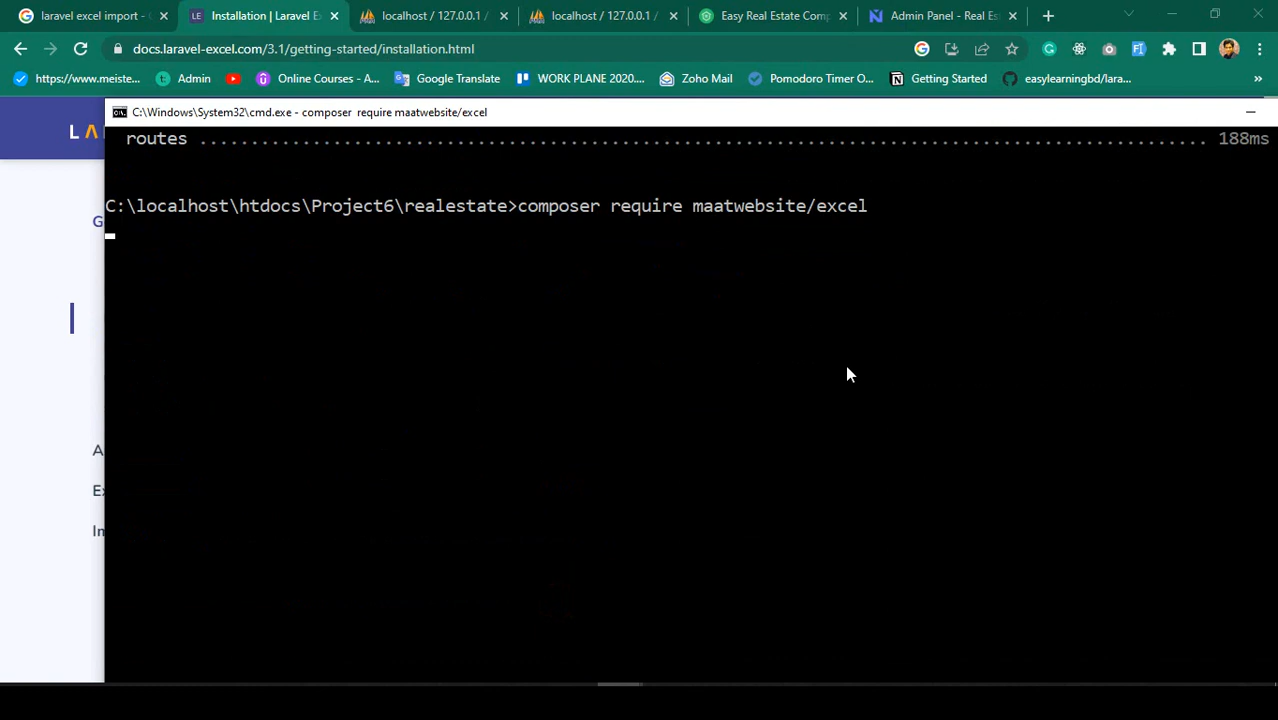 laravel excel import - Installation | Laravel E localhost / 127.0.0.1 / localhost / 127.0.0.1 / Easy Real Estate Comp Admin Panel - Real Es
docs.laravel-excel.com/3.1/getting-started/installation.html
https://www.meiste... Admin Online Courses - A... Google Translate WORK PLANE 2020.... Zoho Mail Pomodoro Timer O... Getting Started easylearningbd/lara... »
C:\Windows\System32\cmd.exe - composer require maatwebsite/excel
L A
routes .................................................................................................. 188ms
C:\localhost\htdocs\Project6\realestate>composer require maatwebsite/excel
G
A
Ex
In